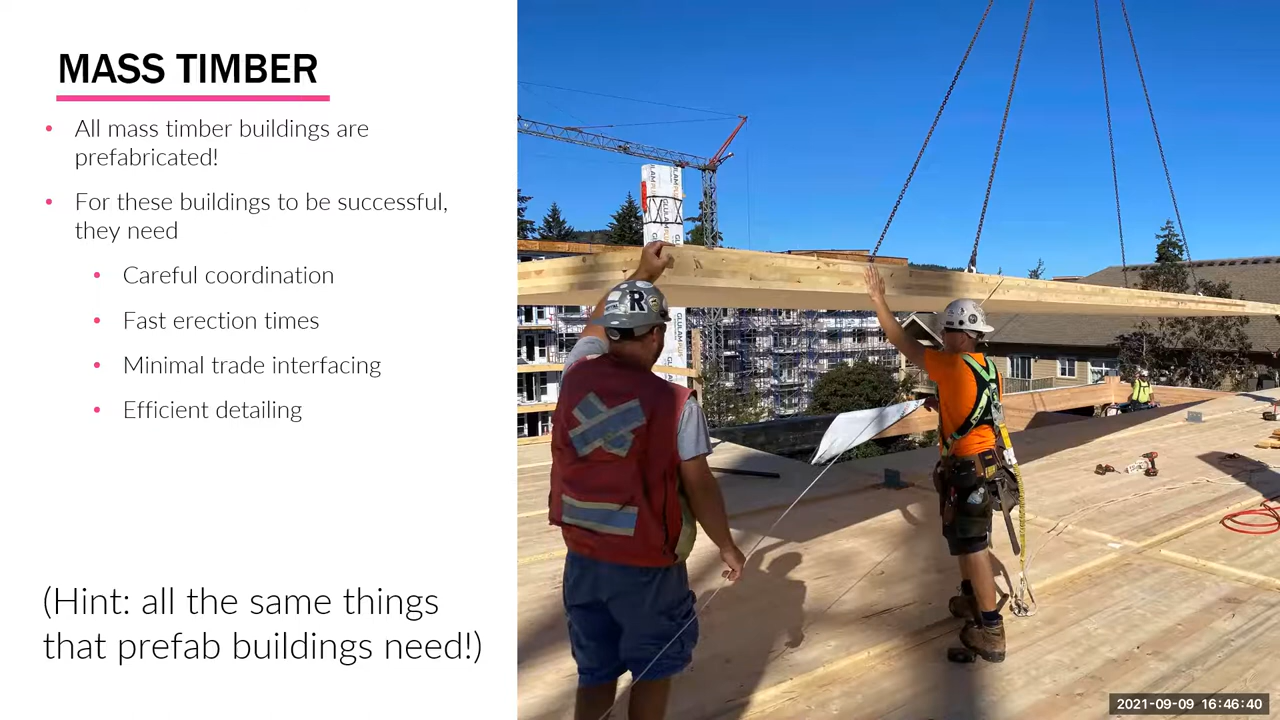 MASS TIMBER
• All mass timber buildings are
prefabricated!
• For these buildings to be successful,
they need
• Careful coordination
• Fast erection times
• Minimal trade interfacing
• Efficient detailing
(Hint: all the same things
that prefab buildings need!)
R
2021-09-09 16:46:40